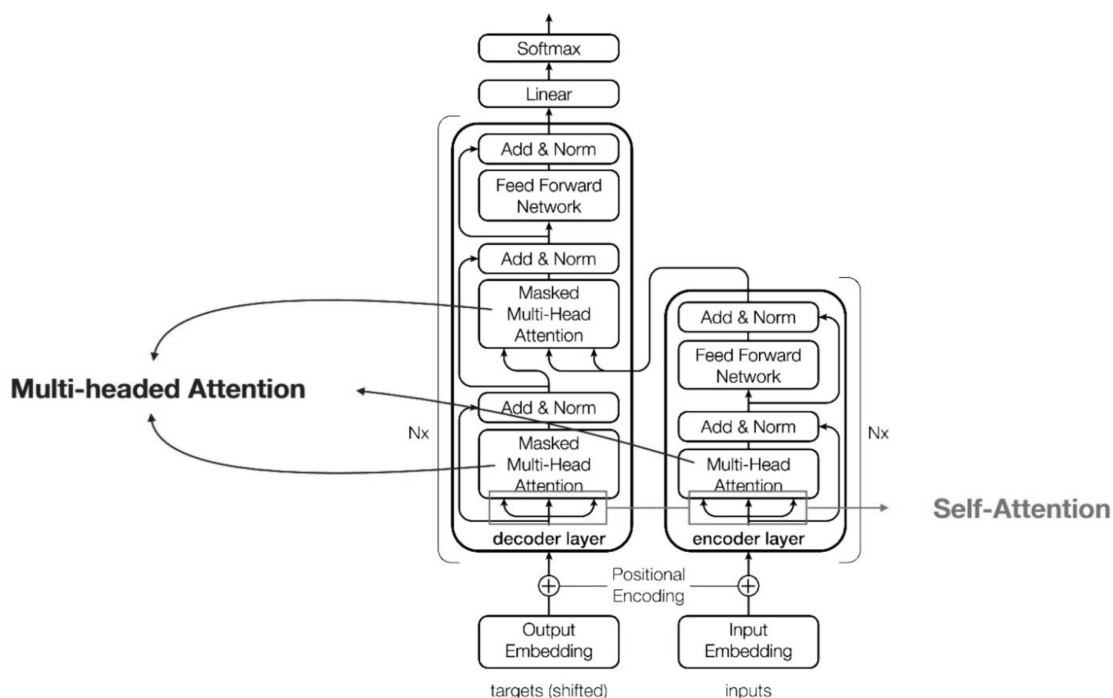 Softmax
Linear
Add & Norm
Feed Forward
Network
Add & Norm
Masked
Multi-Head
Attention
Add & Norm
Masked
Multi-Head
Attention
decoder layer
Nx
Add & Norm
Feed Forward
Network
Add & Norm
Multi-Head
Attention
encoder layer
Nx
Multi-headed Attention
Self-Attention
Positional
Encoding
Output
Embedding
Input
Embedding
targets (shifted)
inputs